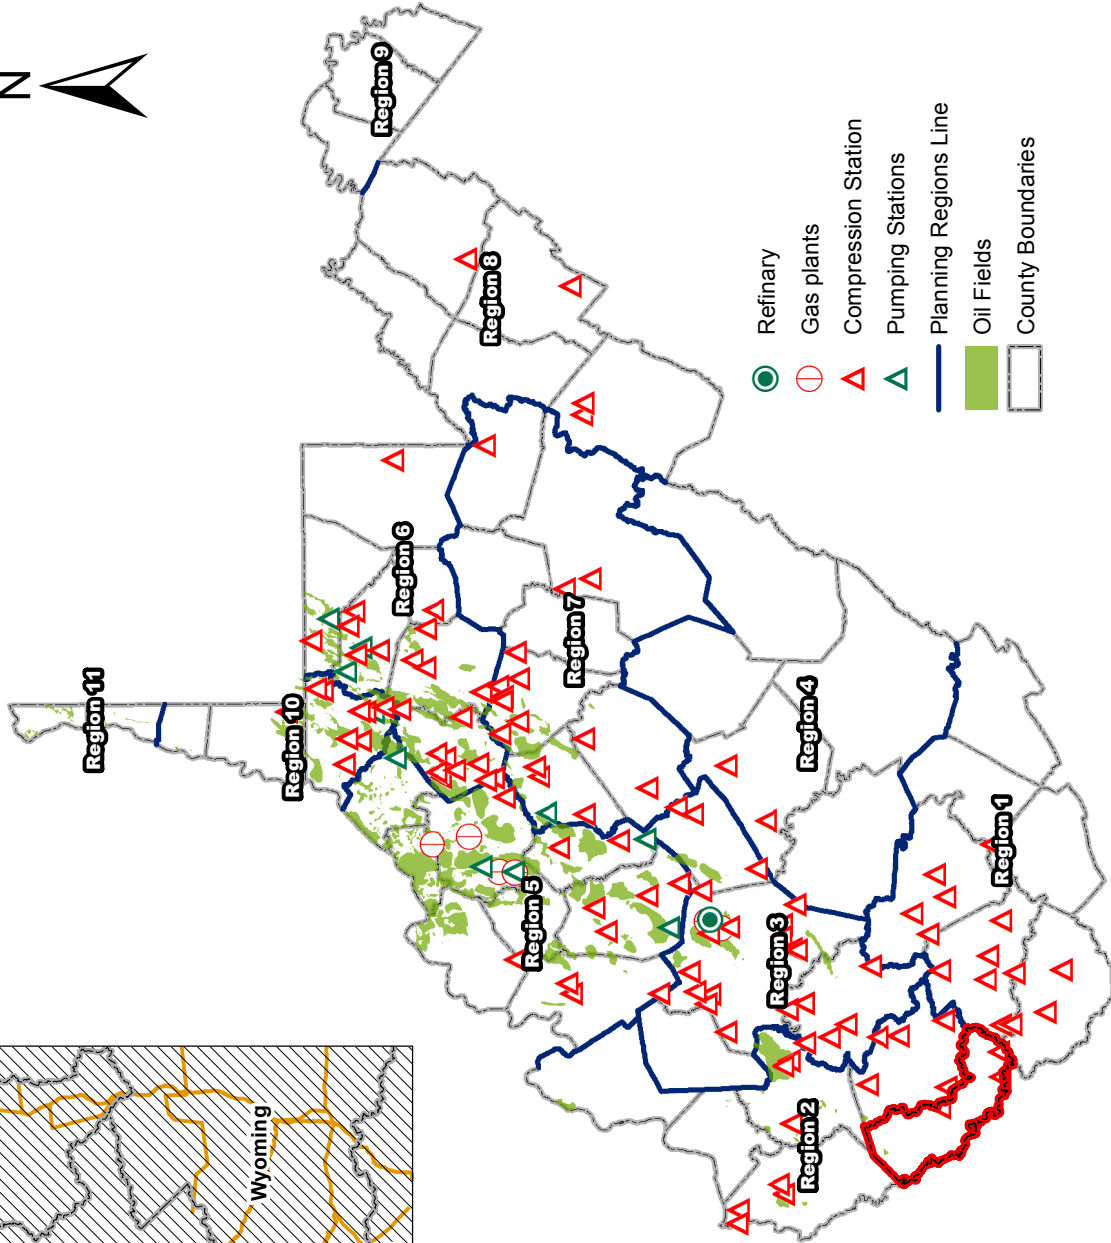 N
Region 9
Region 8
Region 11
Region 10
Region 6
Region 7
Region 5
Region 4
Region 3
Region 2
Region 1
Wyoming
Refinary
Gas plants
Compression Station
Pumping Stations
Planning Regions Line
Oil Fields
County Boundaries